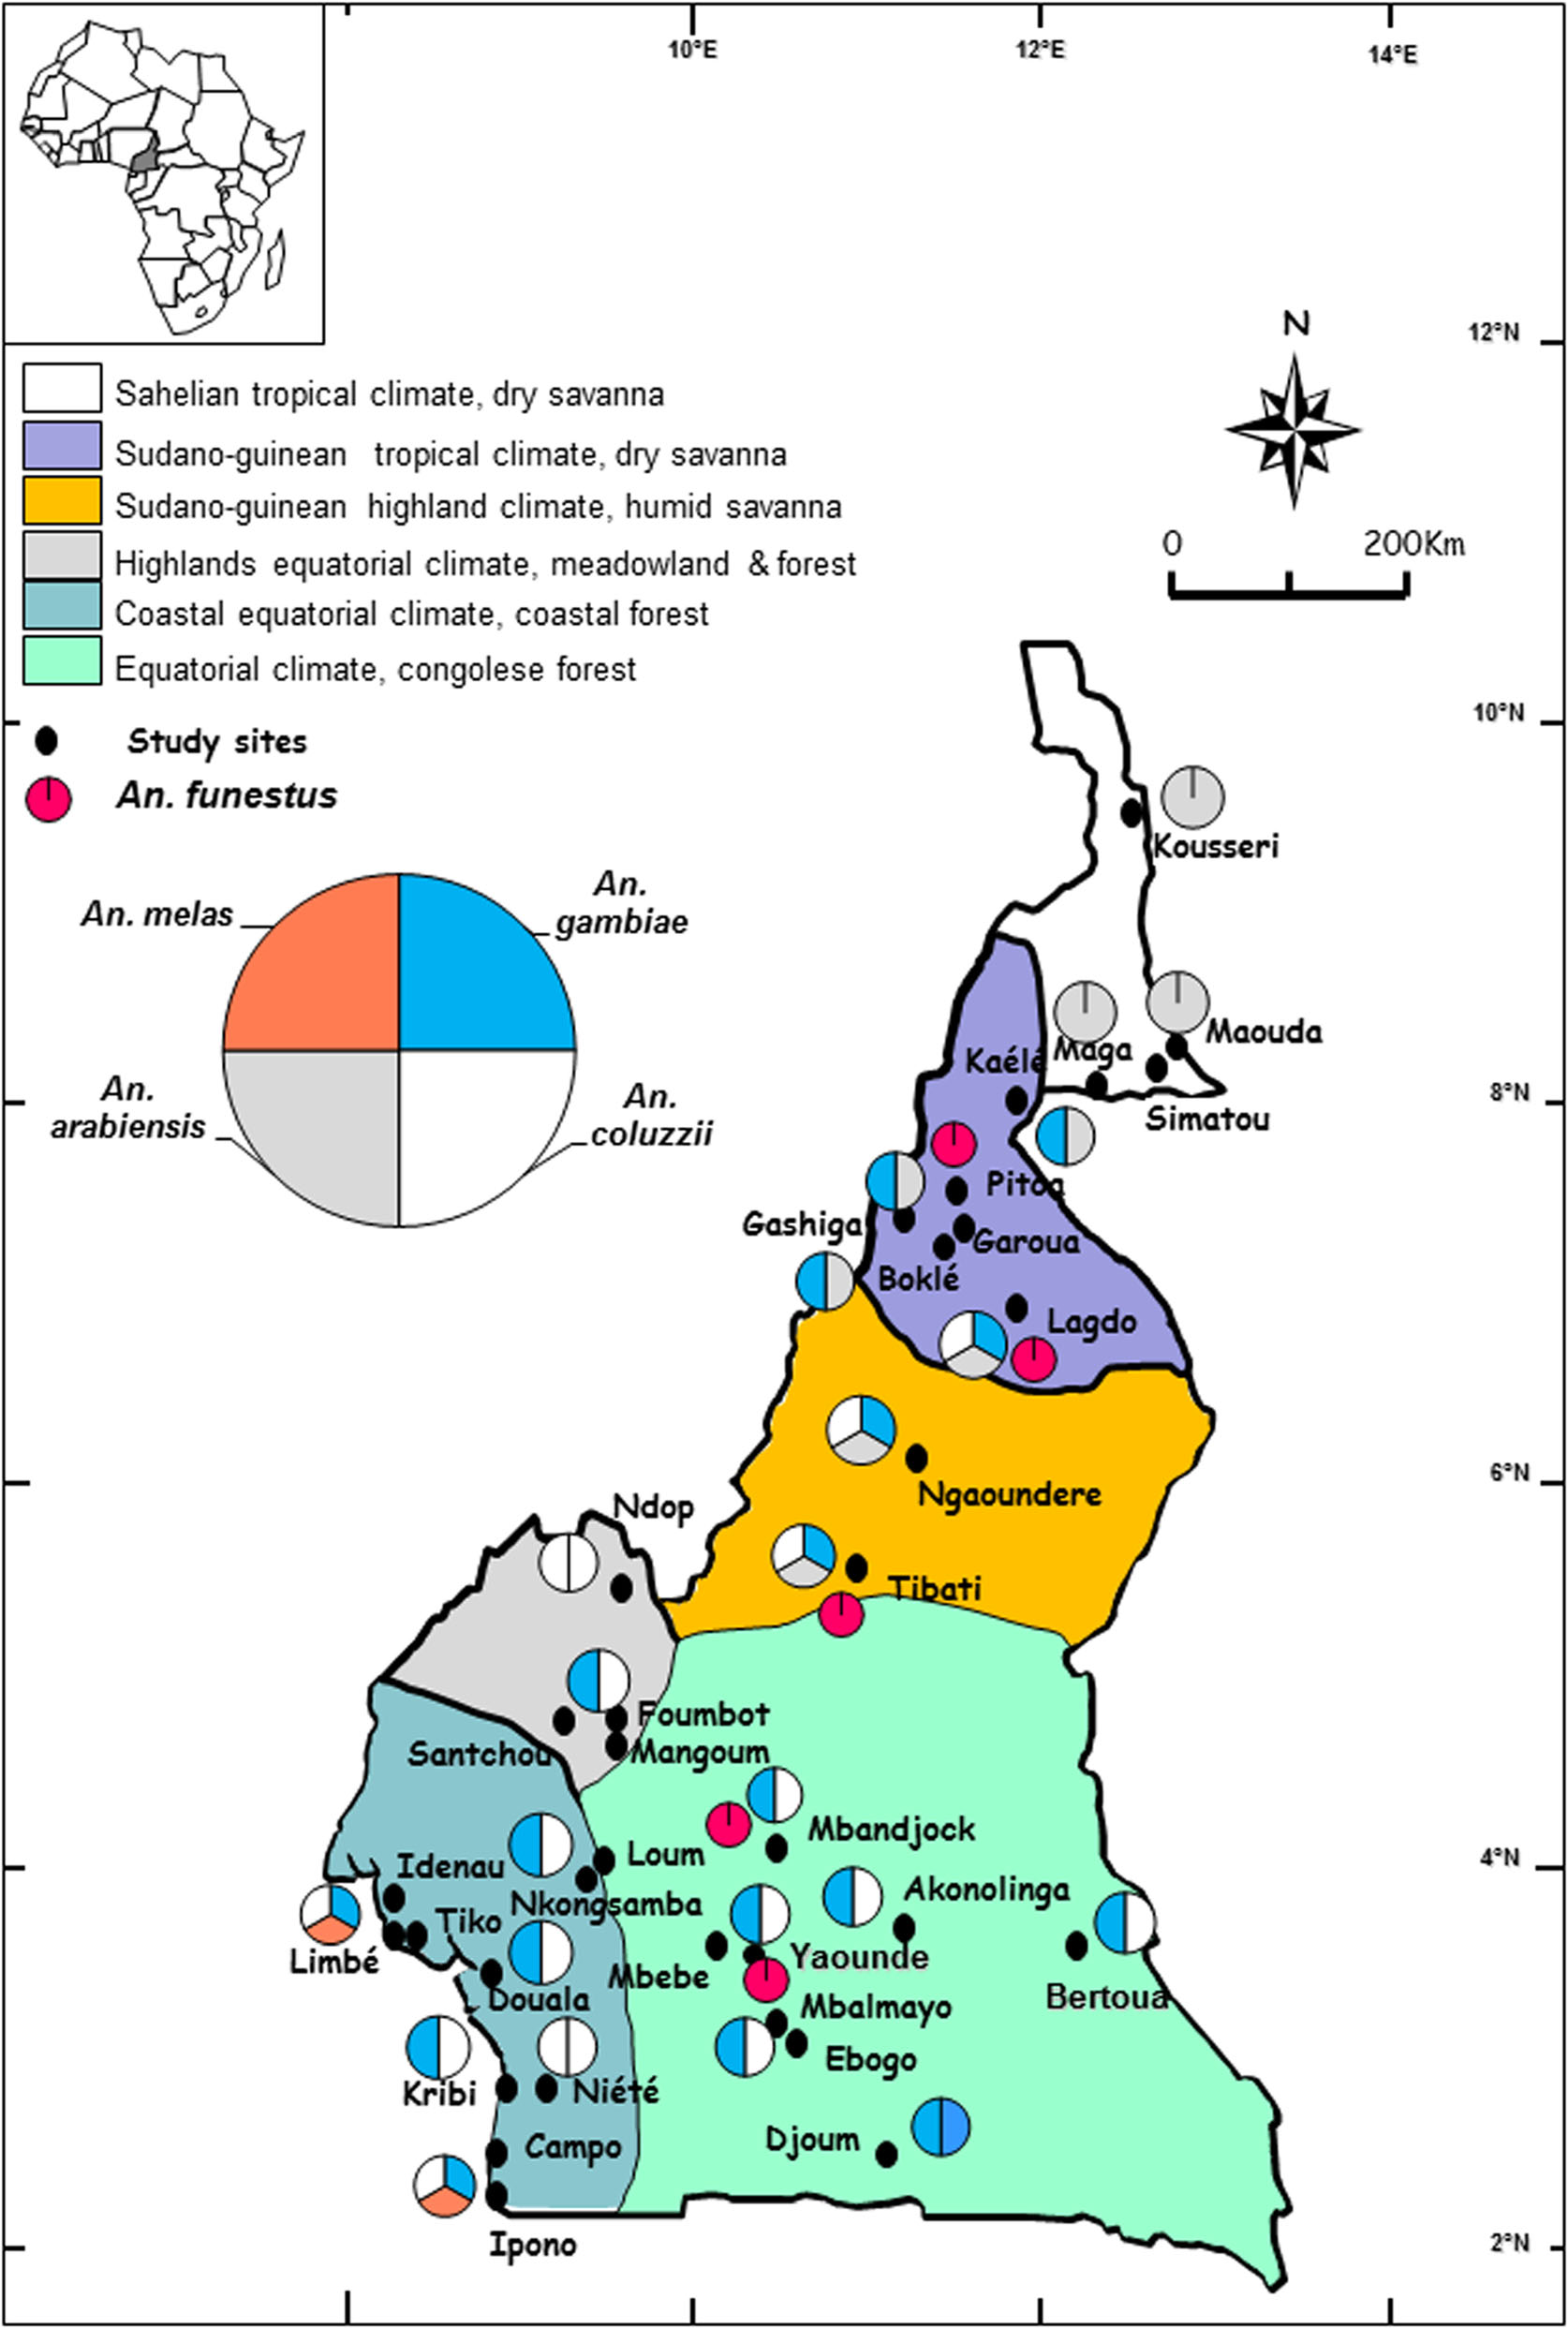 10°E
12°E
14°E
12°N
N
Sahelian tropical climate, dry savanna
Sudano-guinean tropical climate, dry savanna
Sudano-guinean highland climate, humid savanna
Highlands equatorial climate, meadowland & forest
Coastal equatorial climate, coastal forest
Equatorial climate, congolese forest
0 200Km
10°N
Study sites
An. funestus
Kousseri
An. melas
An.
gambiae
An.
arabiensis
An.
coluzzii
Maouda
Maga
Kaélé
8°N
Simatou
Pitoa
Gashiga
Garoua
Boklé
Lagdo
6°N
Ngaoundere
Ndop
Tibati
Foumbot
Santchou
Mangoum
Mbandjock
Loum
4°N
Idenau
Akonolinga
Nkongsamba
Tiko
Limbé
Yaounde
Mbebe
Bertoua
Douala
Mbalmayo
Ebogo
Kribi
Niété
Djoum
Campo
Ipono
2°N